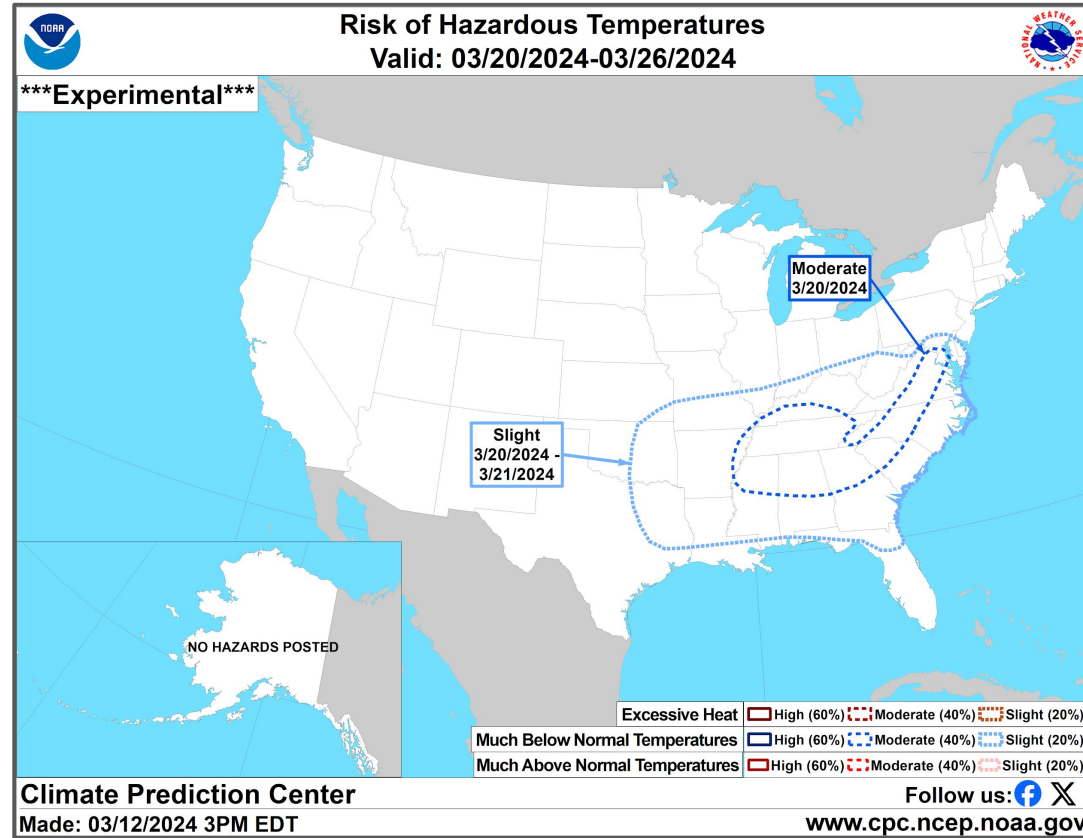 NOAA
Risk of Hazardous Temperatures
Valid: 03/20/2024-03/26/2024
NATIONAL WEATHER SERVICE
***Experimental***
Moderate
3/20/2024
Slight
3/20/2024 -
3/21/2024
NO HAZARDS POSTED
Excessive Heat High (60%) Moderate (40%) Slight (20%)
Much Below Normal Temperatures High (60%) Moderate (40%) Slight (20%)
Much Above Normal Temperatures High (60%) Moderate (40%) Slight (20%)
Climate Prediction Center
Follow us:
Made: 03/12/2024 3PM EDT
www.cpc.ncep.noaa.gov